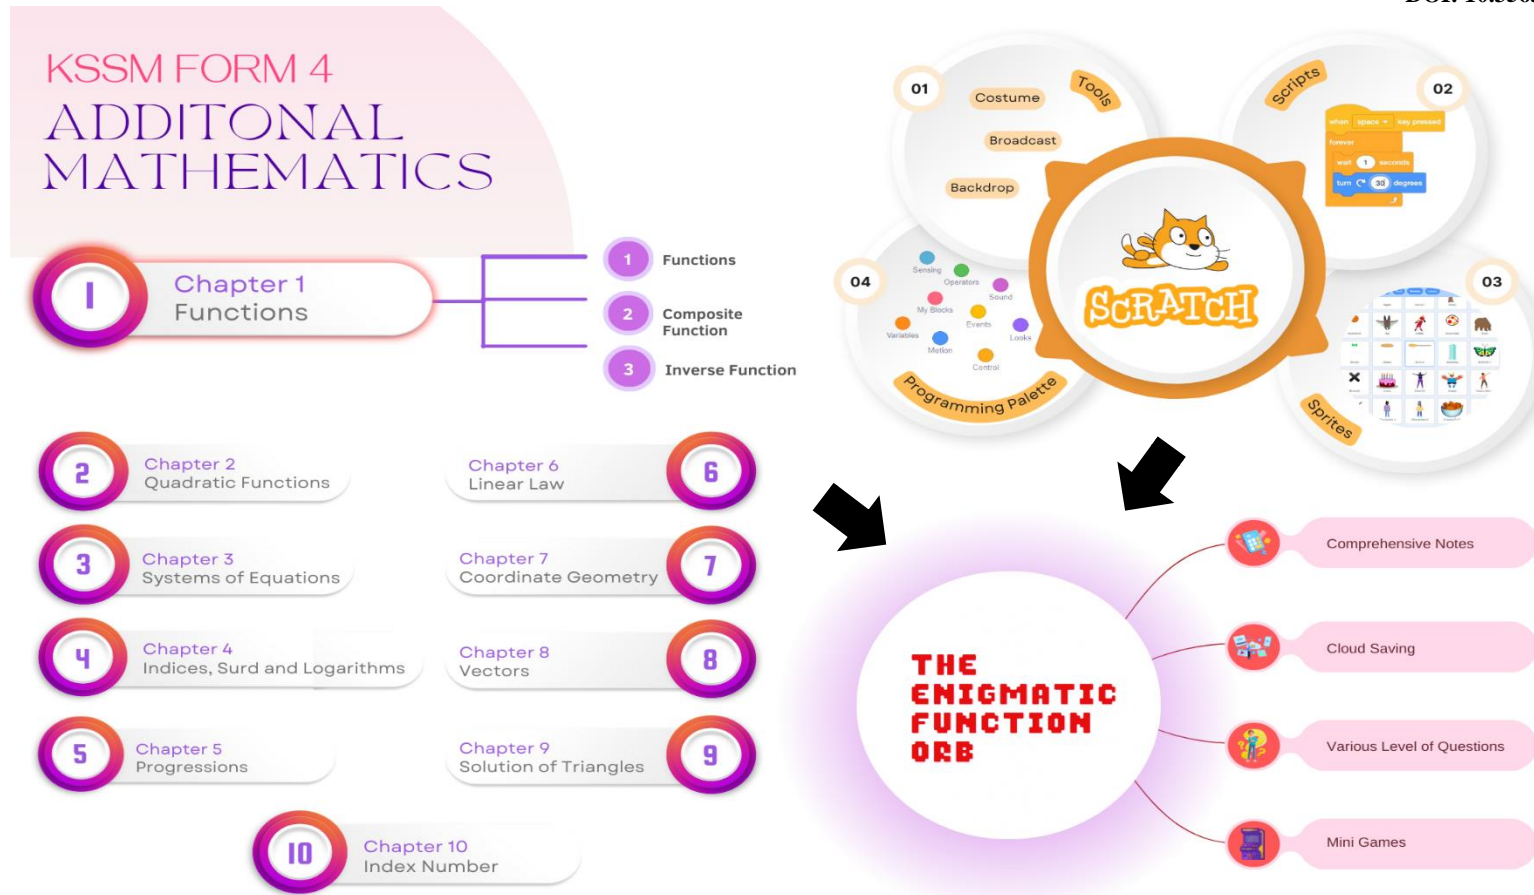 KSSM FORM 4
ADDITONAL
MATHEMATICS
1
Chapter 1
Functions
1
Functions
2
Composite
Function
3
Inverse Function
2
Chapter 2
Quadratic Functions
3
Chapter 3
Systems of Equations
4
Chapter 4
Indices, Surd and Logarithms
5
Chapter 5
Progressions
6
Chapter 6
Linear Law
7
Chapter 7
Coordinate Geometry
8
Chapter 8
Vectors
9
Chapter 9
Solution of Triangles
10
Chapter 10
Index Number
01
Tools
Costume
Broadcast
Backdrop
02
Scripts
when space key pressed
forever
wait 1 seconds
turn 30 degrees
SCRATCH
03
Sprites
04
Sensing
Operators
Sound
My Blocks
Events
Variables
Looks
Motion
Control
Programming Palette
THE
ENIGMATIC
FUNCTION
ORB
Comprehensive Notes
Cloud Saving
Various Level of Questions
Mini Games